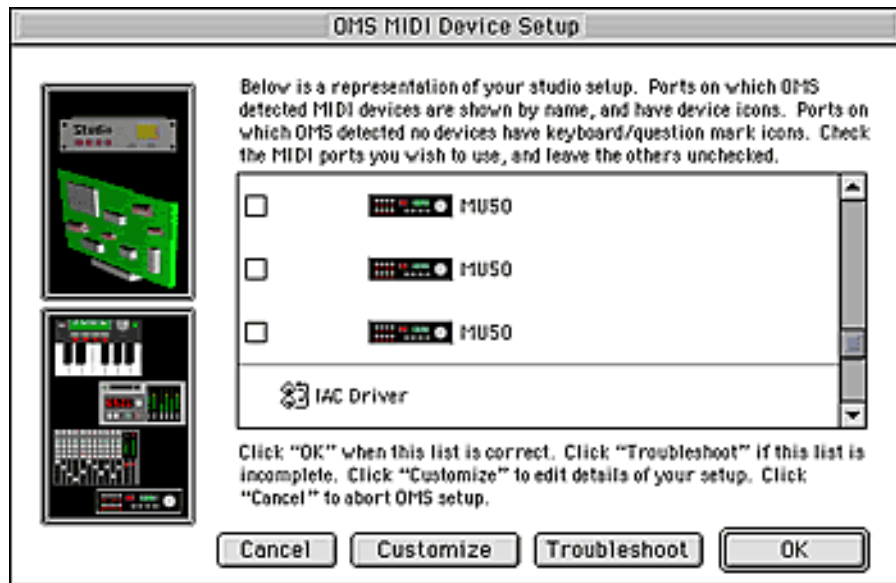 OMS MIDI Device Setup
Below is a representation of your studio setup. Ports on which OMS
detected MIDI devices are shown by name, and have device icons. Ports on
which OMS detected no devices have keyboard/question mark icons. Check
the MIDI ports you wish to use, and leave the others unchecked.
Studio
MU50
MU50
MU50
IAC Driver
Click “OK” when this list is correct. Click “Troubleshoot” if this list is
incomplete. Click “Customize” to edit details of your setup. Click
“Cancel” to abort OMS setup.
Cancel
Customize
Troubleshoot
OK